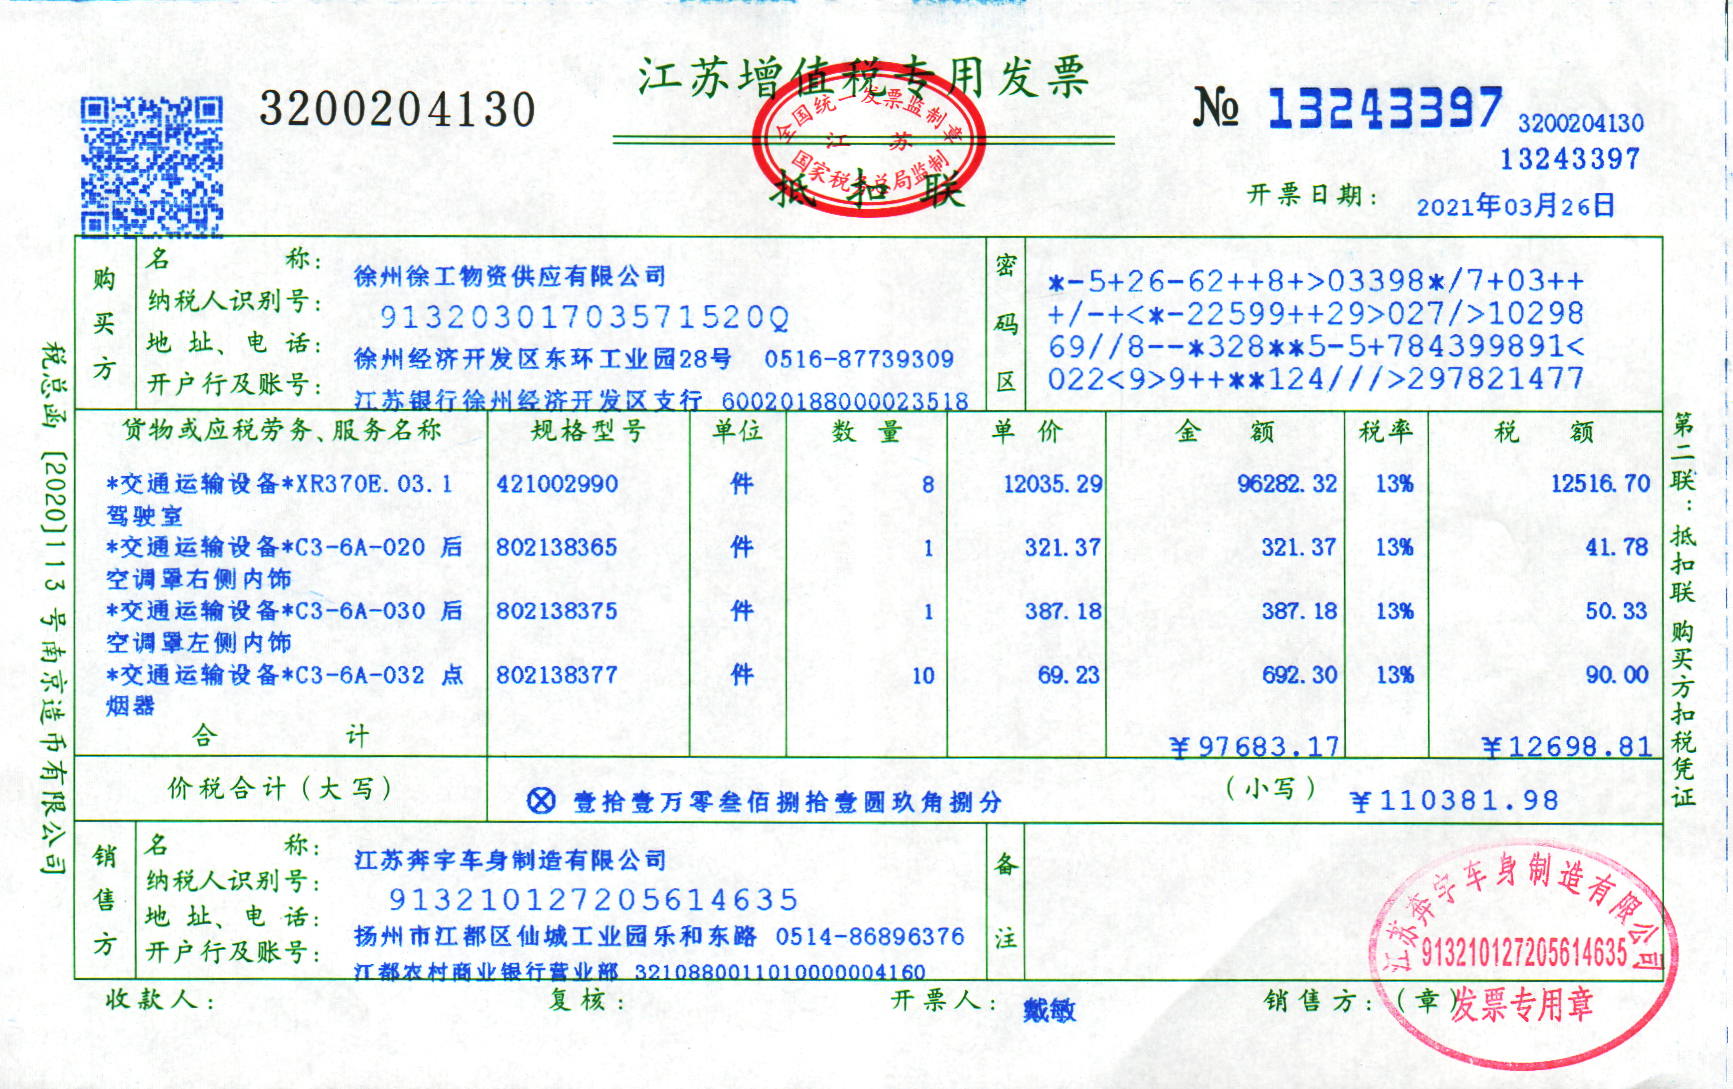 江苏增值税专用发票
3200204130
№ 13243397
3200204130
13243397
全国统一发票监制章
江 苏
国家税务总局监制
抵扣联
开票日期: 2021年03月26日
购买方
名 称: 徐州徐工物资供应有限公司
纳税人识别号: 91320301703571520Q
地 址、电 话: 徐州经济开发区东环工业园28号 0516-87739309
开户行及账号: 江苏银行徐州经济开发区支行 60020188000023518
密码区
*-5+26-62++8+>03398*/7+03++
+/-+<*-22599++29>027/>10298
69//8--*328**5-5+784399891<
022<9>9++**124///>297821477
货物或应税劳务、服务名称 规格型号 单位 数 量 单 价 金 额 税率 税 额
*交通运输设备*XR370E.03.1 421002990 件 8 12035.29 96282.32 13% 12516.70
驾驶室
*交通运输设备*C3-6A-020 后 802138365 件 1 321.37 321.37 13% 41.78
空调罩右侧内饰
*交通运输设备*C3-6A-030 后 802138375 件 1 387.18 387.18 13% 50.33
空调罩左侧内饰
*交通运输设备*C3-6A-032 点 802138377 件 10 69.23 692.30 13% 90.00
烟器
合 计 ￥97683.17 ￥12698.81
价税合计(大写) ⊗ 壹拾壹万零叁佰捌拾壹圆玖角捌分 (小写) ￥110381.98
销售方
名 称: 江苏奔宇车身制造有限公司
纳税人识别号: 913210127205614635
地 址、电 话: 扬州市江都区仙城工业园乐和东路 0514-86896376
开户行及账号: 江都农村商业银行营业部 3210880011010000004160
备注
收款人: 复核: 开票人: 戴敏 销售方:(章)
江苏奔宇车身制造有限公司
913210127205614635
发票专用章
税总函[2020]113号南京造币有限公司
第二联:抵扣联 购买方扣税凭证